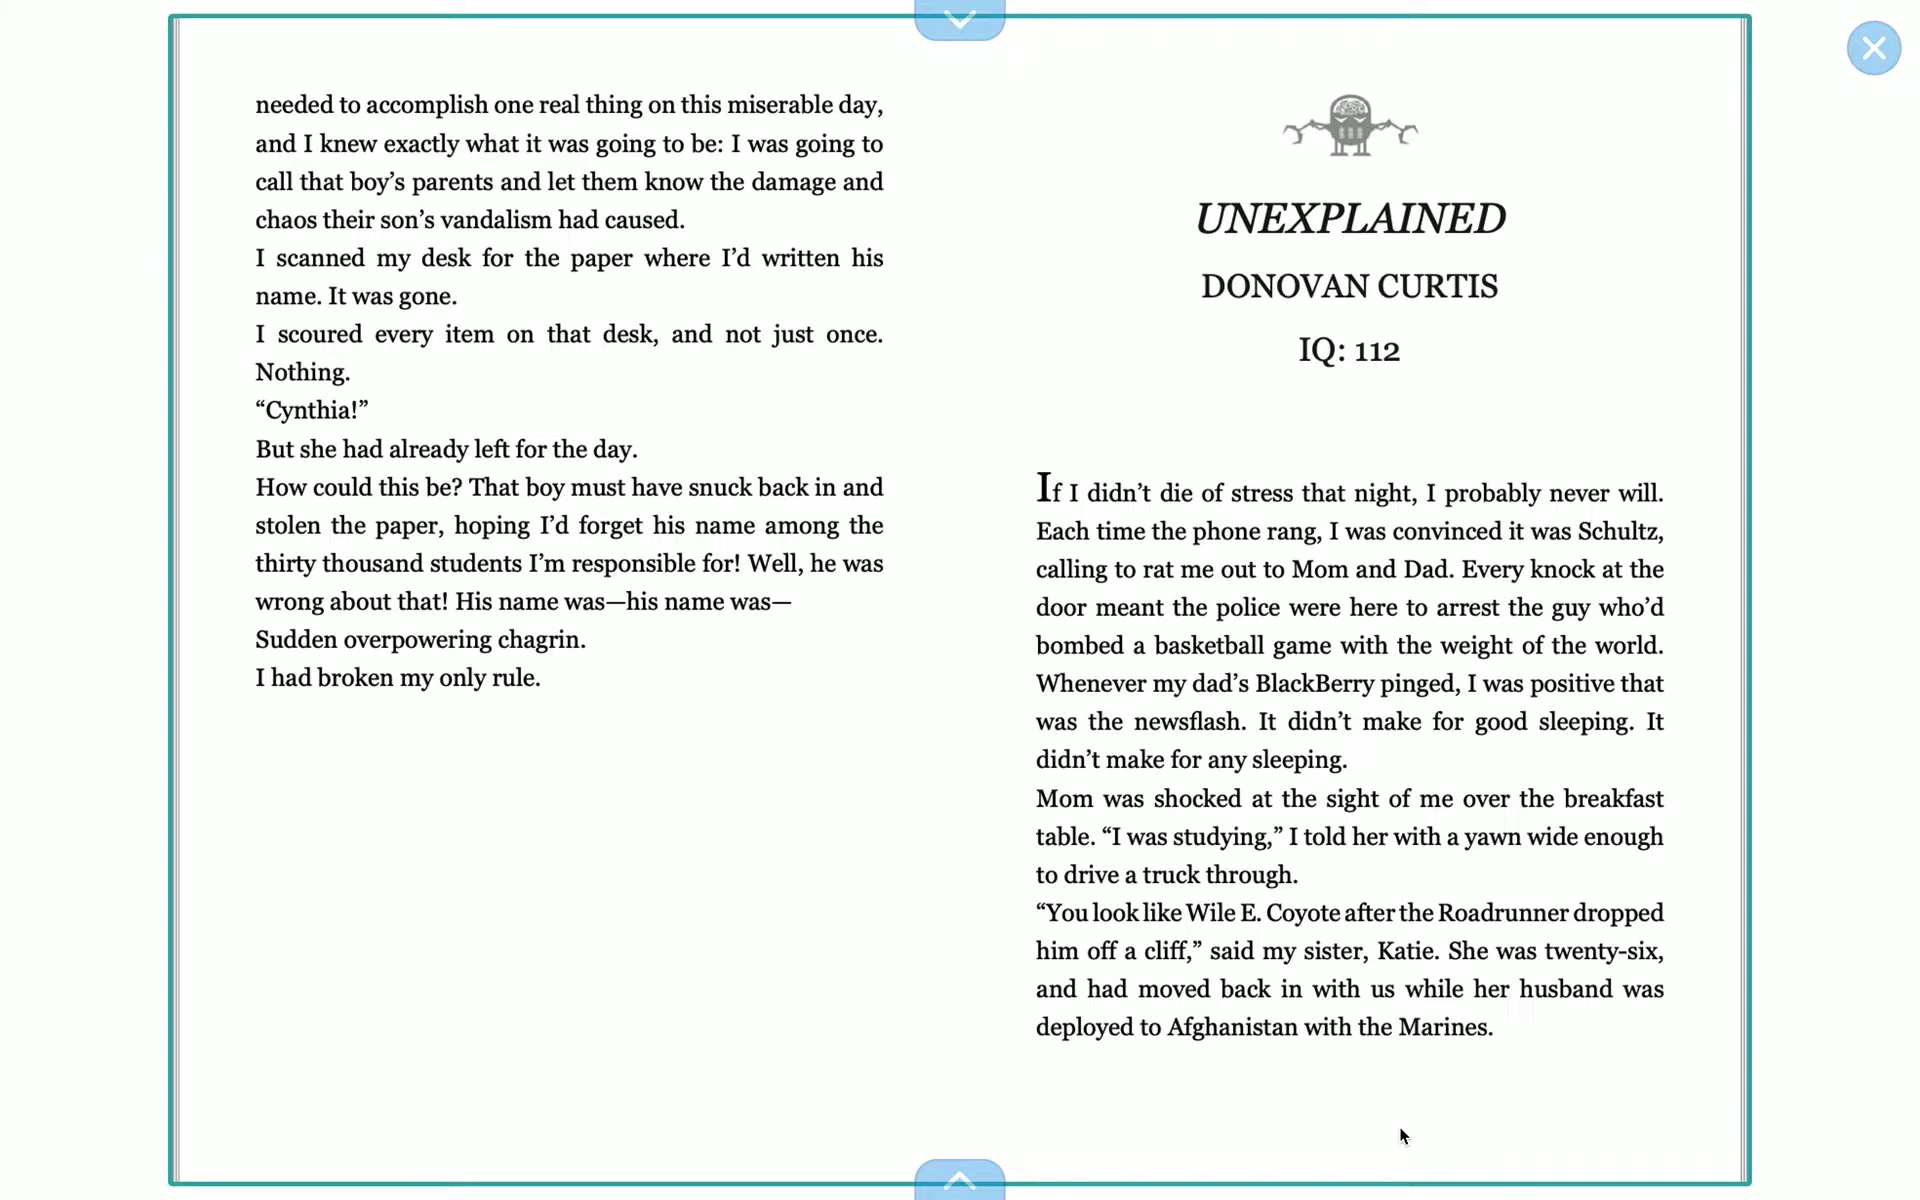 needed to accomplish one real thing on this miserable day,
and I knew exactly what it was going to be: I was going to
call that boy’s parents and let them know the damage and
chaos their son’s vandalism had caused.
I scanned my desk for the paper where I’d written his
name. It was gone.
I scoured every item on that desk, and not just once.
Nothing.
“Cynthia!”
But she had already left for the day.
How could this be? That boy must have snuck back in and
stolen the paper, hoping I’d forget his name among the
thirty thousand students I’m responsible for! Well, he was
wrong about that! His name was—his name was—
Sudden overpowering chagrin.
I had broken my only rule.
UNEXPLAINED
DONOVAN CURTIS
IQ: 112
If I didn’t die of stress that night, I probably never will.
Each time the phone rang, I was convinced it was Schultz,
calling to rat me out to Mom and Dad. Every knock at the
door meant the police were here to arrest the guy who’d
bombed a basketball game with the weight of the world.
Whenever my dad’s BlackBerry pinged, I was positive that
was the newsflash. It didn’t make for good sleeping. It
didn’t make for any sleeping.
Mom was shocked at the sight of me over the breakfast
table. “I was studying,” I told her with a yawn wide enough
to drive a truck through.
“You look like Wile E. Coyote after the Roadrunner dropped
him off a cliff,” said my sister, Katie. She was twenty-six,
and had moved back in with us while her husband was
deployed to Afghanistan with the Marines.